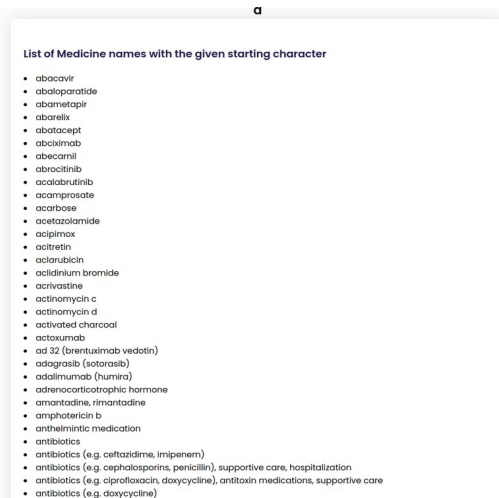 a
List of Medicine names with the given starting character
abacavir
abaloparatide
abametapir
abarelix
abatacept
abciximab
abecarnil
abrocitinib
acalabrutinib
acamprosate
acarbose
acetazolamide
acipimox
acitretin
aclarubicin
aclidinium bromide
acrivastine
actinomycin c
actinomycin d
activated charcoal
actoxumab
ad 32 (brentuximab vedotin)
adagrasib (sotorasib)
adalimumab (humira)
adrenocorticotrophic hormone
amantadine, rimantadine
amphotericin b
anthelmintic medication
antibiotics
antibiotics (e.g. ceftazidime, imipenem)
antibiotics (e.g. cephalosporins, penicillin), supportive care, hospitalization
antibiotics (e.g. ciprofloxacin, doxycycline), antitoxin medications, supportive care
antibiotics (e.g. doxycycline)